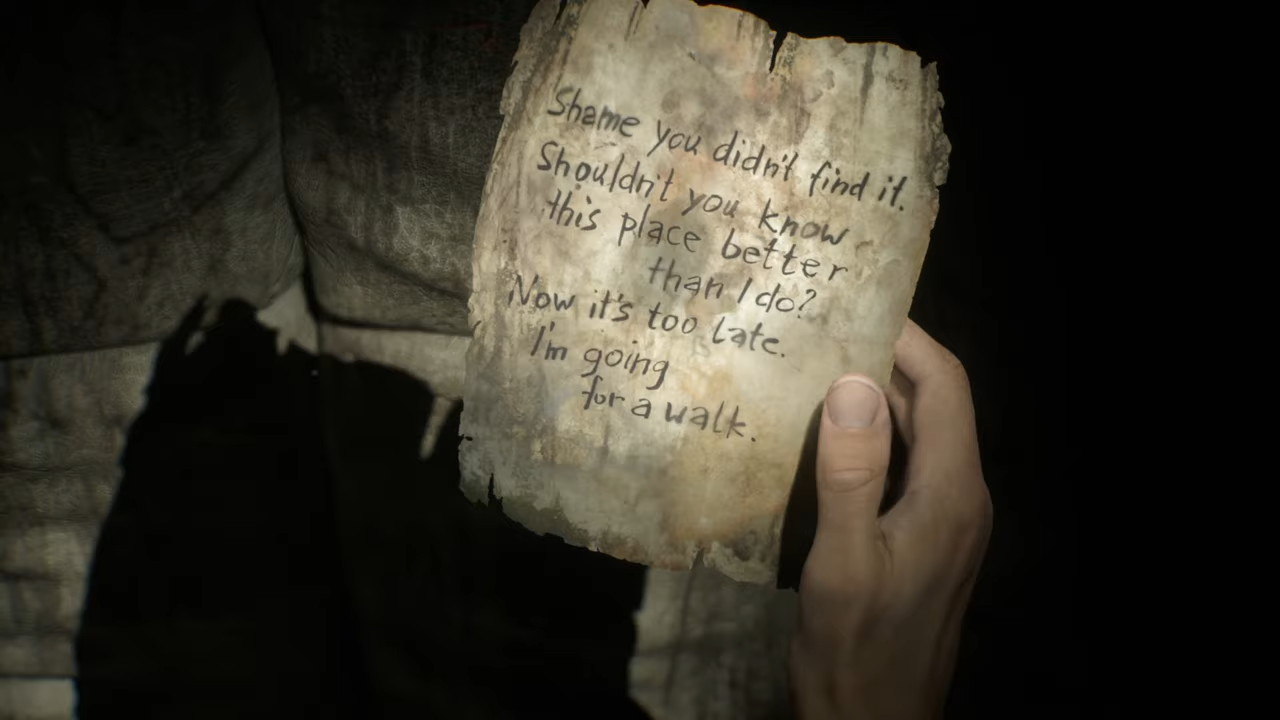 Shame you didn't find it.
Shouldn't you know
this place better
than I do?
Now it's too late.
I'm going
for a walk.